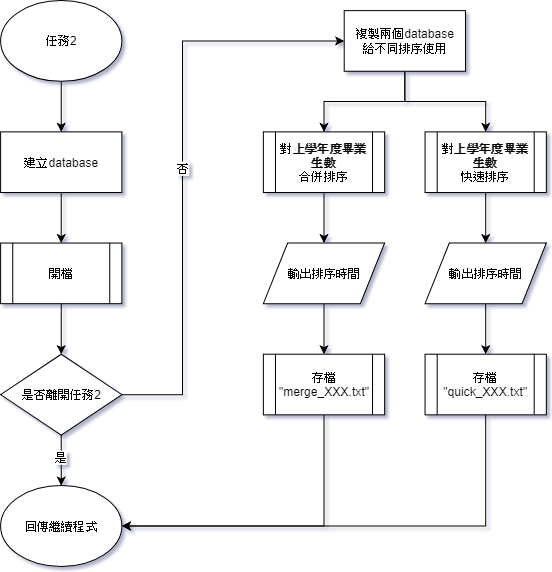 任務2
建立database
開檔
是否離開任務2
是
回傳繼續程式
否
複製兩個database
給不同排序使用
對上學年度畢業
生數
合併排序
輸出排序時間
存檔
"merge_XXX.txt"
對上學年度畢業
生數
快速排序
輸出排序時間
存檔
"quick_XXX.txt"